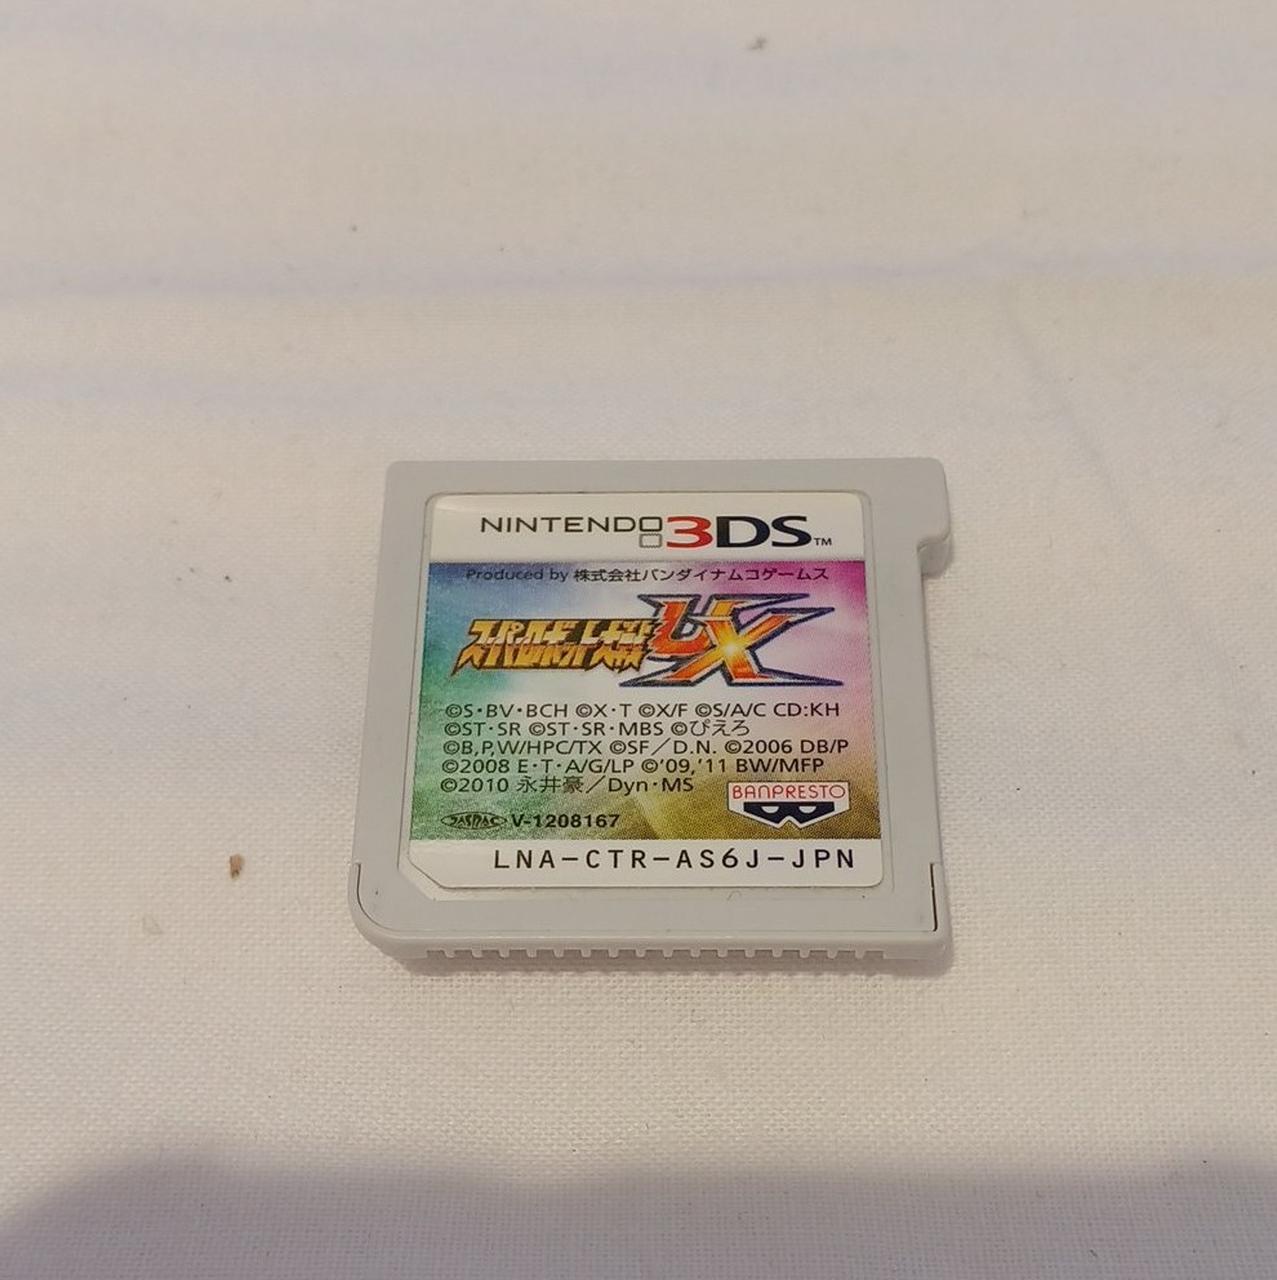 NINTENDO 3DS™
Produced by 株式会社バンダイナムコゲームス
スーパーロボット大戦UX
©S・BV・BCH ©X・T ©X/F ©S/A/C CD:KH
©ST・SR ©ST・SR・MBS ©ぴえろ
©B,P,W/HPC/TX ©SF／D.N. ©2006 DB/P
©2008 E・T・A/G/LP ©'09,'11 BW/MFP
©2010 永井豪／Dyn・MS
BANPRESTO
JASRAC V-1208167
LNA-CTR-AS6J-JPN